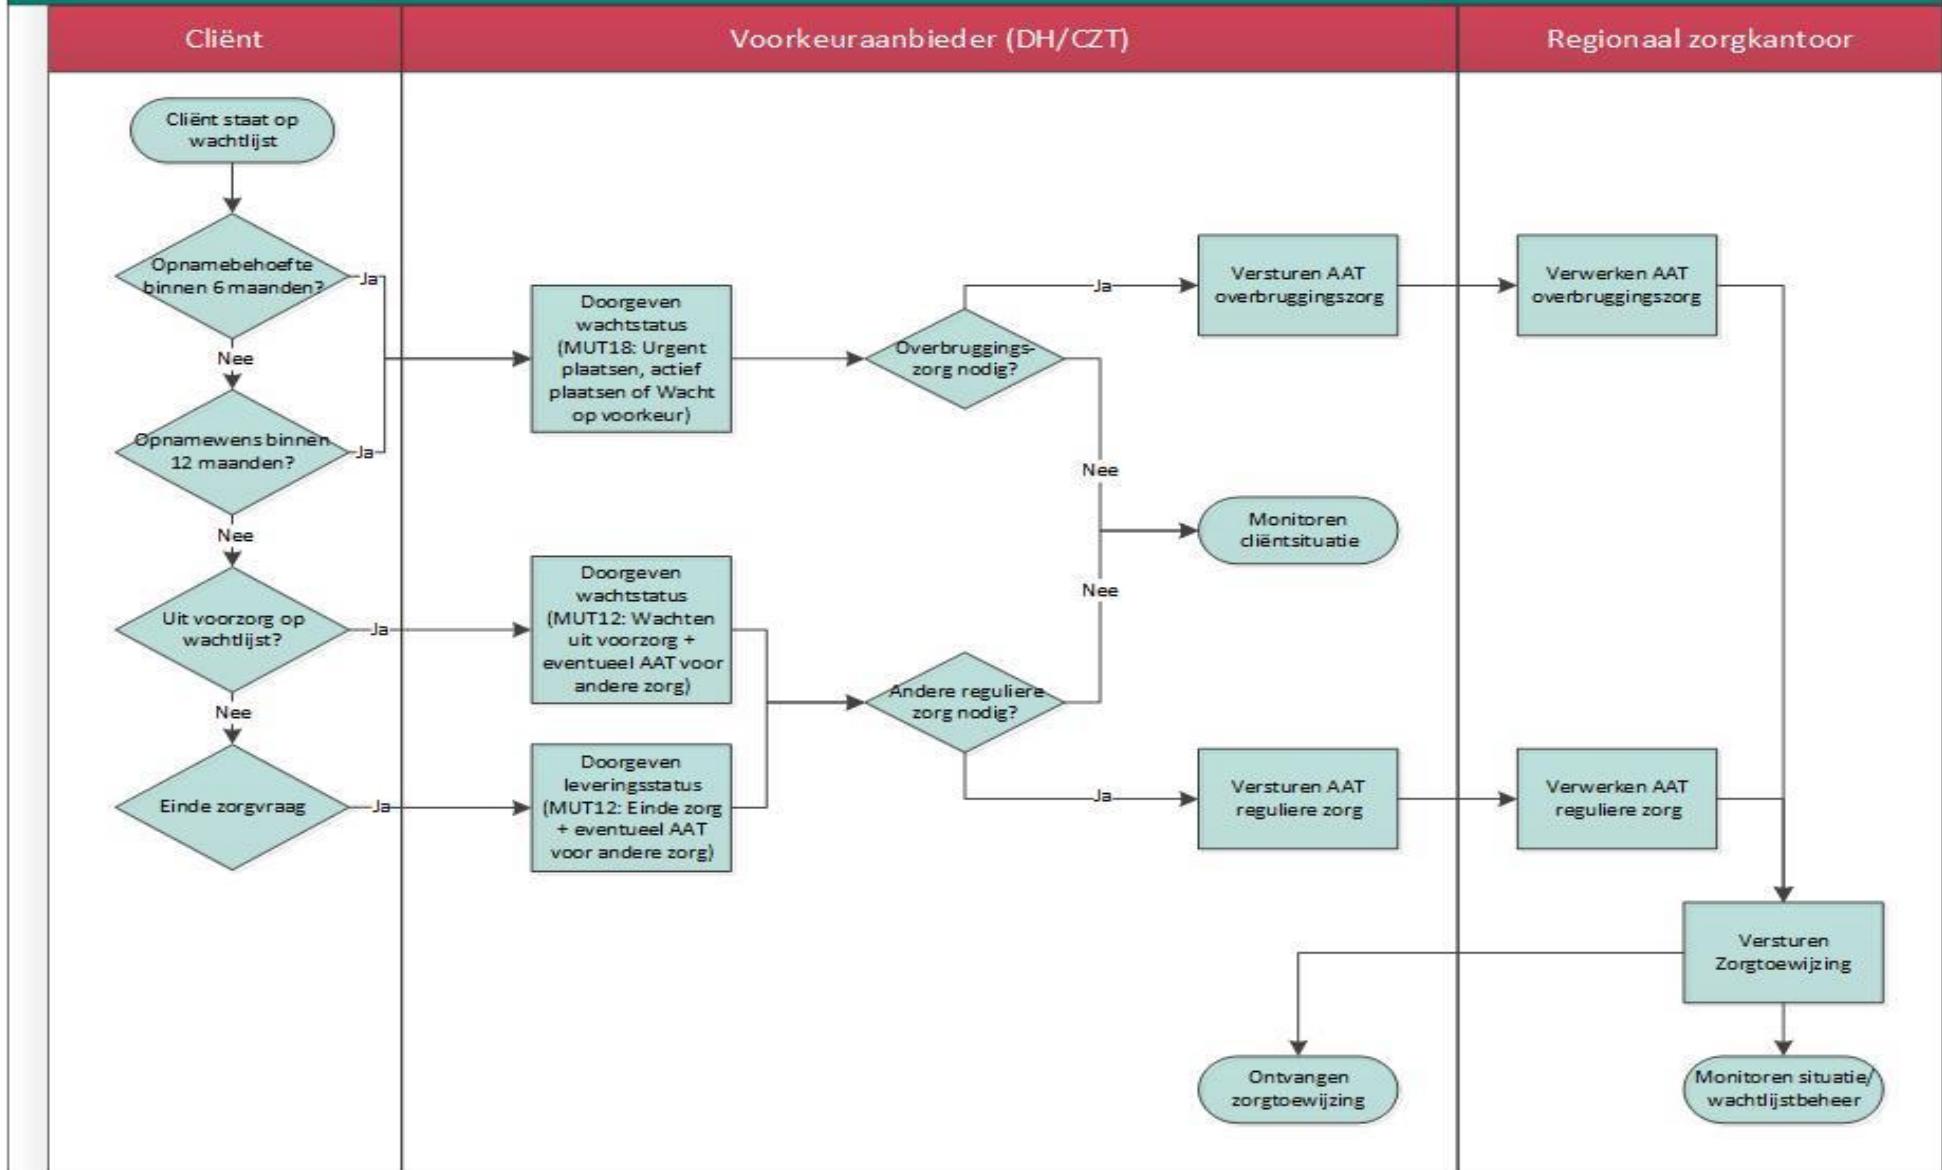 Cliënt
Voorkeuraanbieder (DH/CZT)
Regionaal zorgkantoor
Cliënt staat op
wachtlijst
Opnamebehoefte
binnen 6 maanden?
Ja
Nee
Opnamewens binnen
12 maanden?
Ja
Nee
Uit voorzorg op
wachtlijst?
Ja
Nee
Einde zorgvraag
Ja
Doorgeven
wachtstatus
(MUT18: Urgent
plaatsen, actief
plaatsen of Wacht
op voorkeur)
Doorgeven
wachtstatus
(MUT12: Wachten
uit voorzorg +
eventueel AAT voor
andere zorg)
Doorgeven
leveringsstatus
(MUT12: Einde zorg
+ eventueel AAT
voor andere zorg)
Overbruggings-
zorg nodig?
Ja
Nee
Nee
Andere reguliere
zorg nodig?
Ja
Versturen AAT
overbruggingszorg
Monitoren
cliëntsituatie
Versturen AAT
reguliere zorg
Ontvangen
zorgtoewijzing
Verwerken AAT
overbruggingszorg
Verwerken AAT
reguliere zorg
Versturen
Zorgtoewijzing
Monitoren situatie/
wachtlijstbeheer